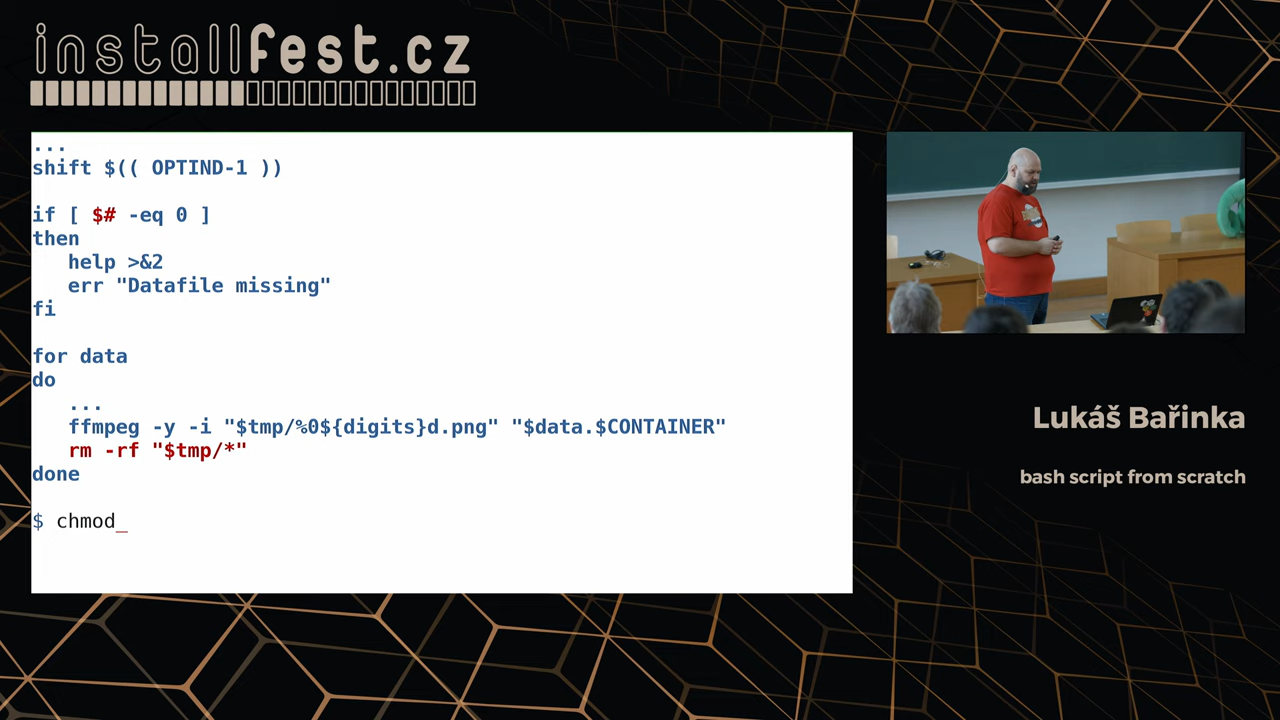 installfest.cz
...
shift $(( OPTIND-1 ))
if [ $# -eq 0 ]
then
   help >&2
   err "Datafile missing"
fi
for data
do
   ...
   ffmpeg -y -i "$tmp/%0${digits}d.png" "$data.$CONTAINER"
   rm -rf "$tmp/*"
done
$ chmod_
Lukáš Bařinka
bash script from scratch